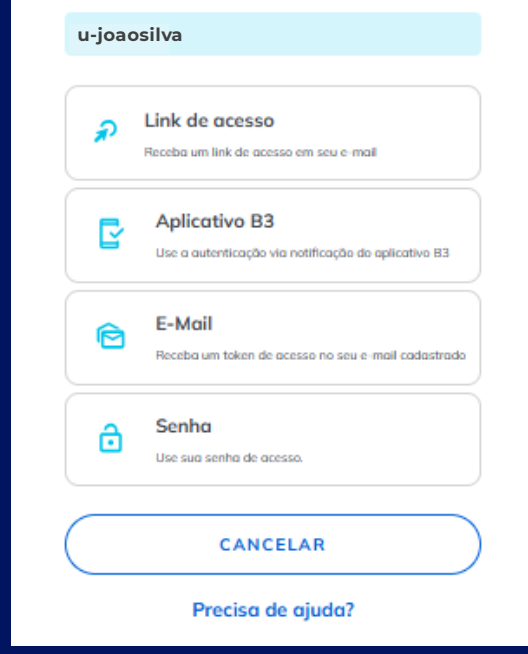 u-joaosilva
Link de acesso
Receba um link de acesso em seu e-mail
Aplicativo B3
Use a autenticação via notificação do aplicativo B3
E-Mail
Receba um token de acesso no seu e-mail cadastrado
Senha
Use sua senha de acesso.
CANCELAR
Precisa de ajuda?